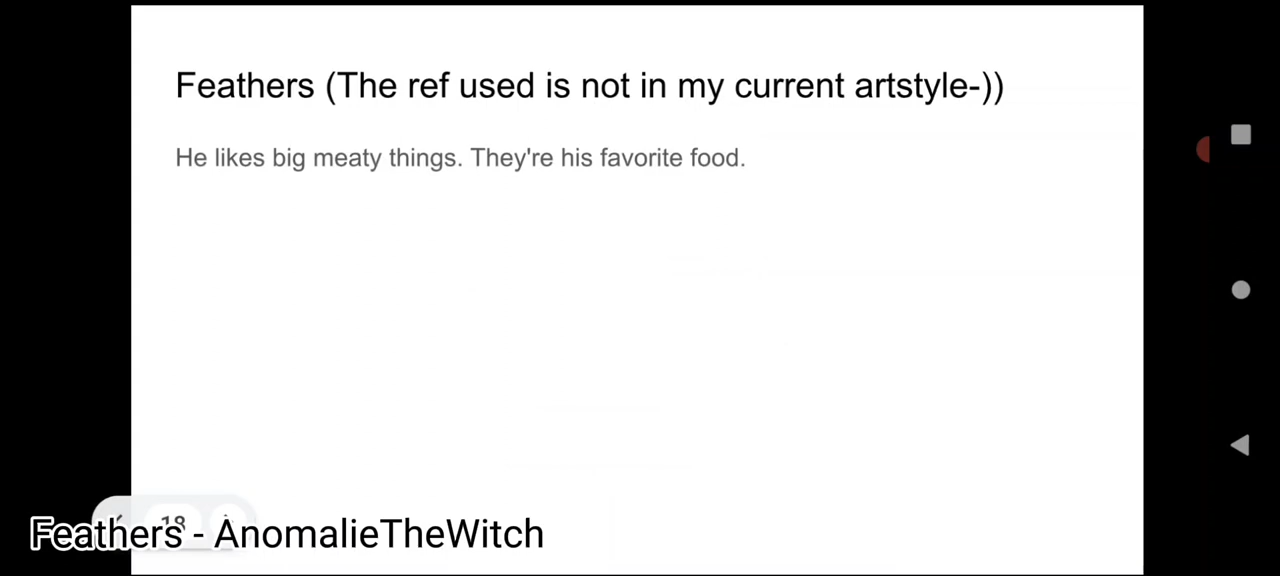 Feathers (The ref used is not in my current artstyle-))
He likes big meaty things. They're his favorite food.
18
Feathers - AnomalieTheWitch